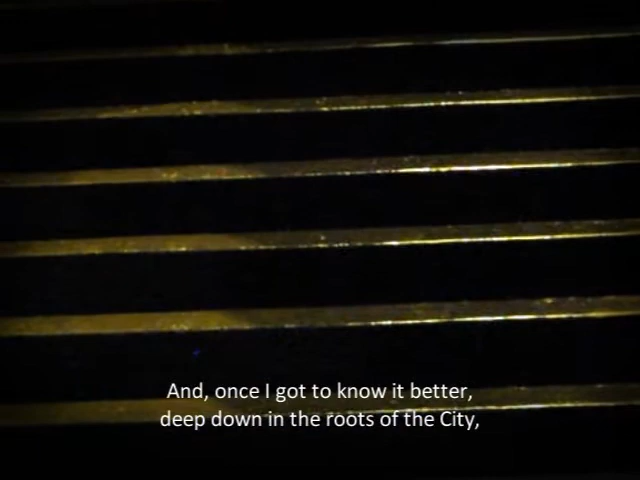 And, once I got to know it better,
deep down in the roots of the City,